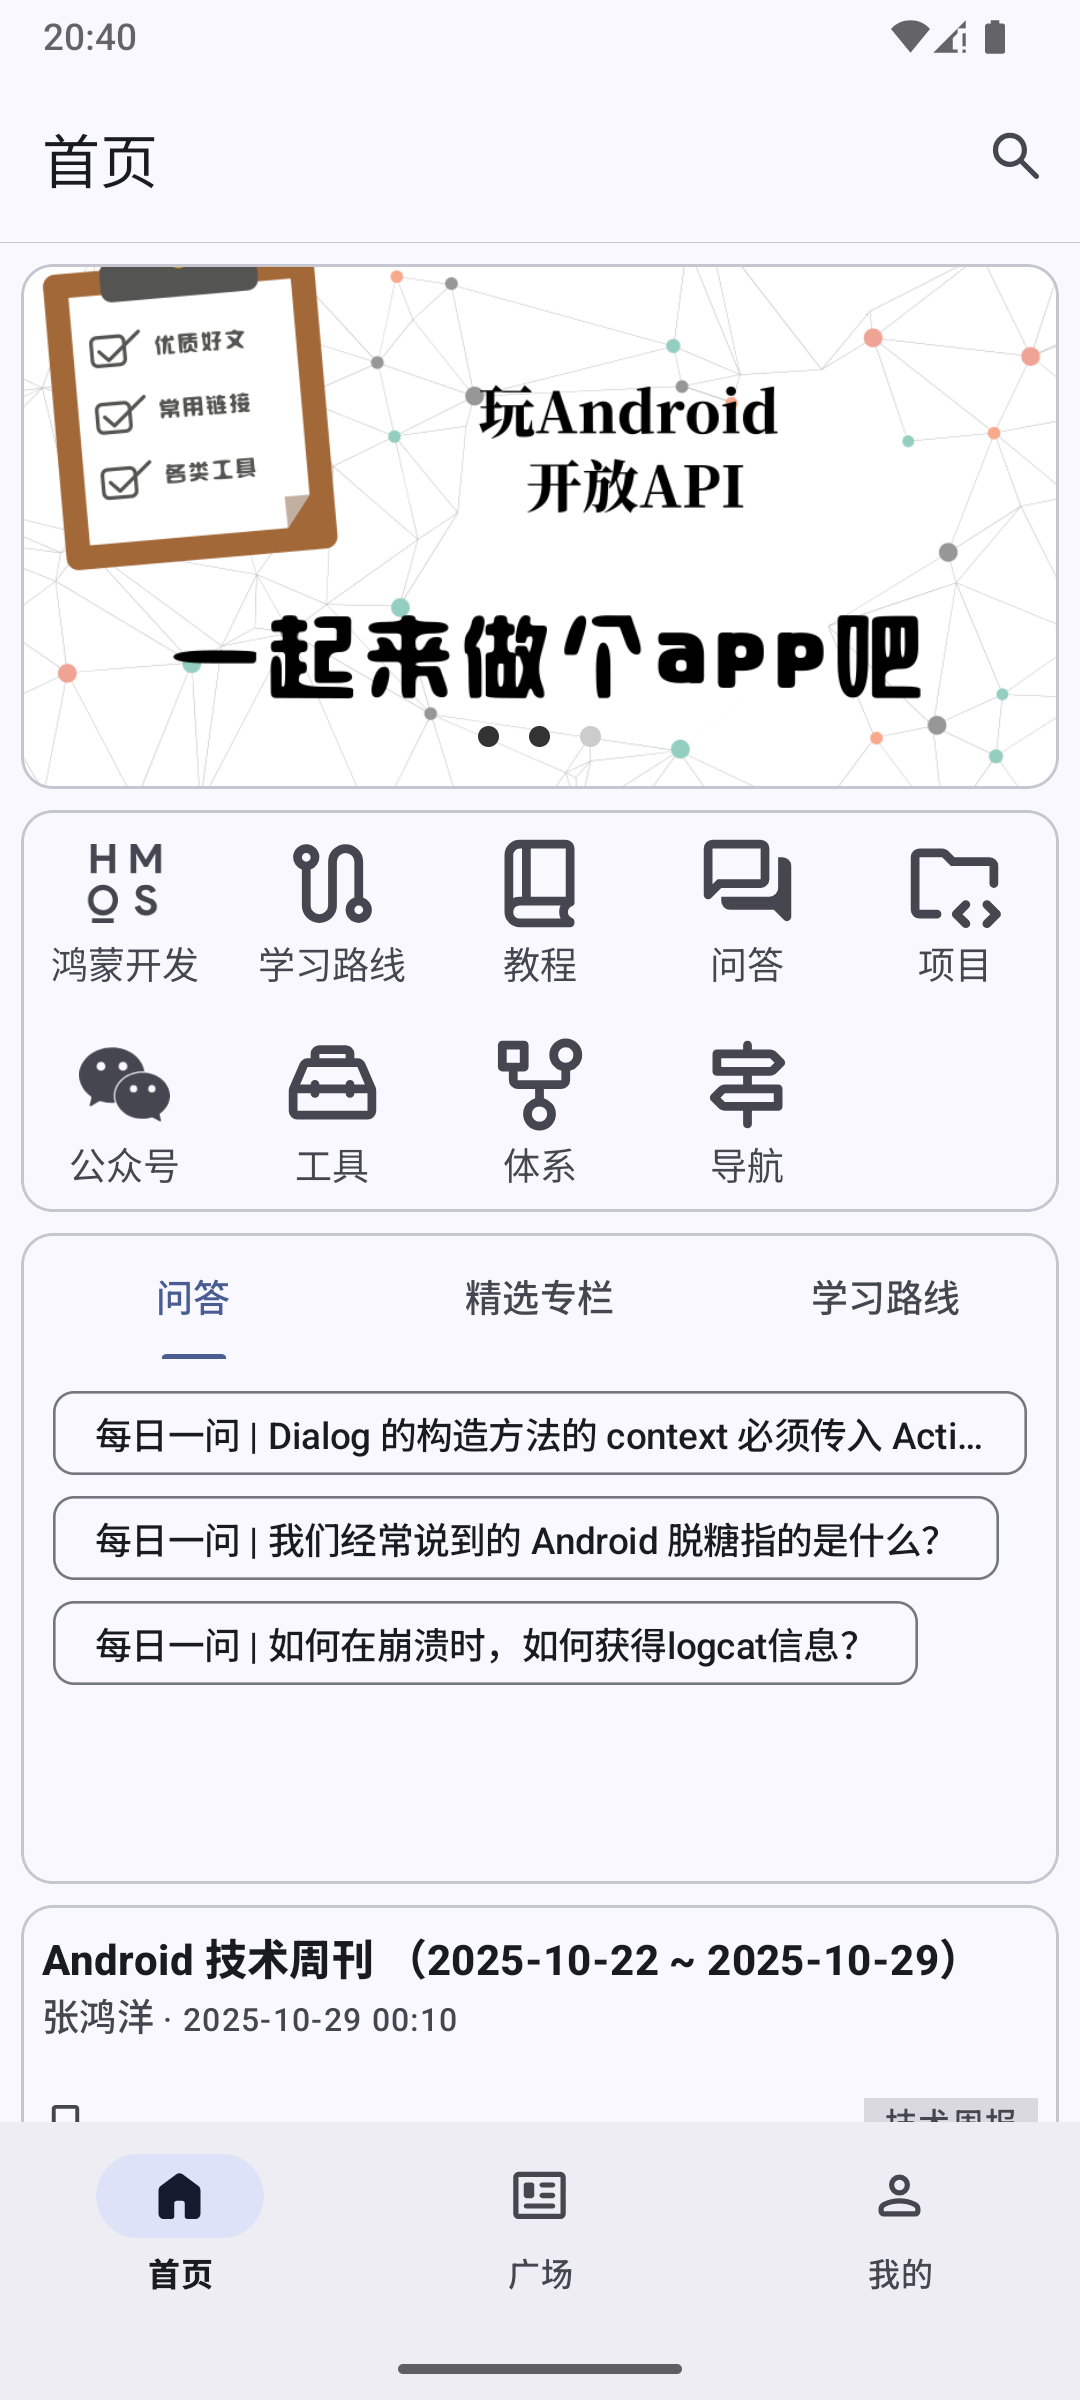 20:40
首页
优质好文
常用链接
各类工具
玩Android
开放API
一起来做个app吧
HM
OS
鸿蒙开发
学习路线
教程
问答
项目
公众号
工具
体系
导航
问答
精选专栏
学习路线
每日一问 | Dialog 的构造方法的 context 必须传入 Acti...
每日一问 | 我们经常说到的 Android 脱糖指的是什么？
每日一问 | 如何在崩溃时，如何获得logcat信息？
Android 技术周刊 （2025-10-22 ~ 2025-10-29）
张鸿洋 · 2025-10-29 00:10
技术周报
首页
广场
我的